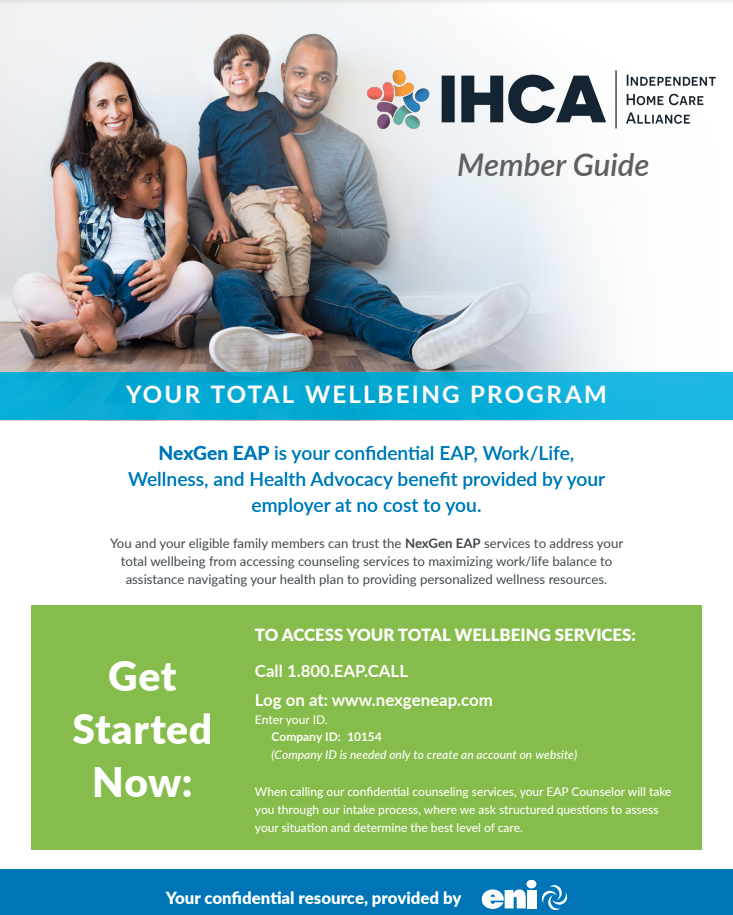 IHCA
INDEPENDENT
HOME CARE
ALLIANCE
Member Guide
YOUR TOTAL WELLBEING PROGRAM
NexGen EAP is your confidential EAP, Work/Life,
Wellness, and Health Advocacy benefit provided by your
employer at no cost to you.
You and your eligible family members can trust the NexGen EAP services to address your
total wellbeing from accessing counseling services to maximizing work/life balance to
assistance navigating your health plan to providing personalized wellness resources.
Get
Started
Now:
TO ACCESS YOUR TOTAL WELLBEING SERVICES:
Call 1.800.EAP.CALL
Log on at: www.nexgeneap.com
Enter your ID.
Company ID: 10154
(Company ID is needed only to create an account on website)
When calling our confidential counseling services, your EAP Counselor will take
you through our intake process, where we ask structured questions to assess
your situation and determine the best level of care.
Your confidential resource, provided by eni